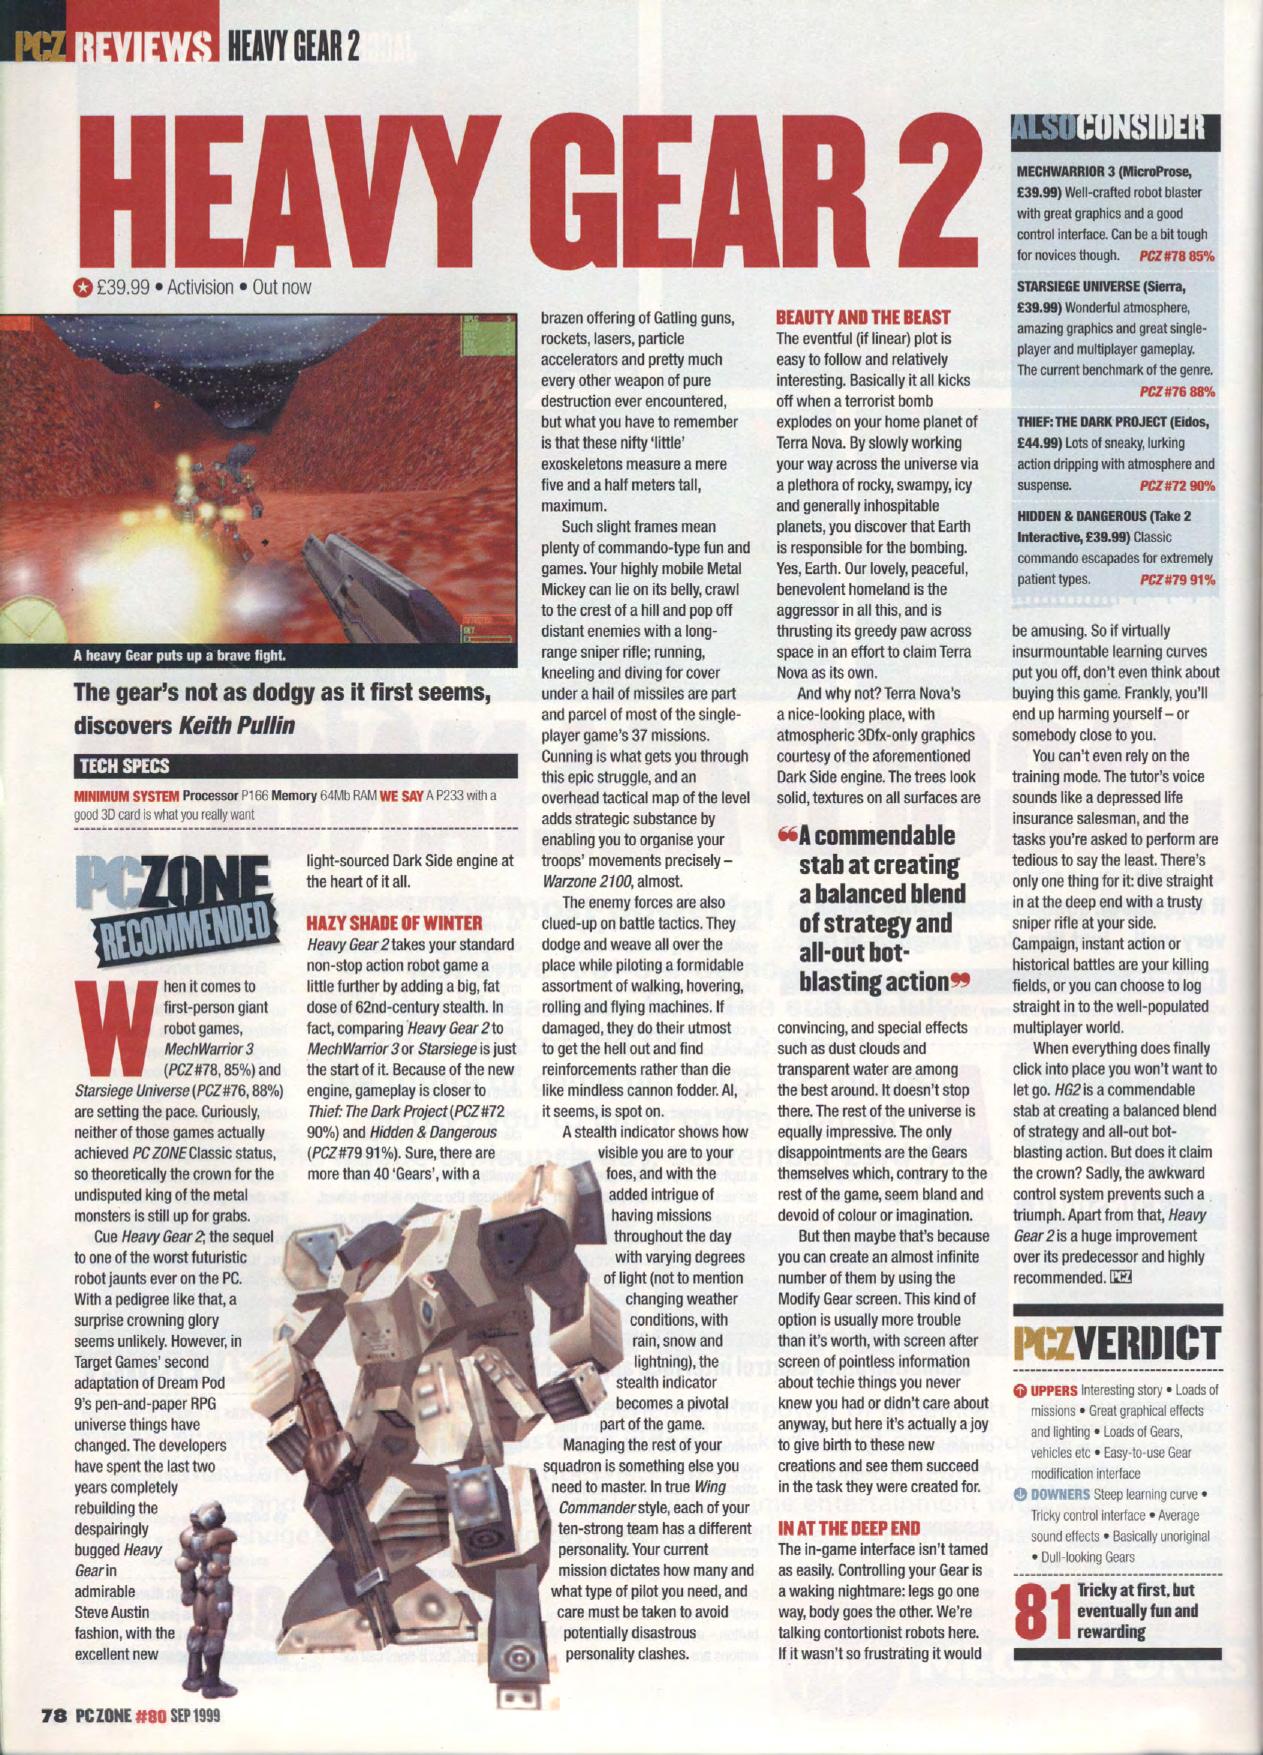 PCZ REVIEWS HEAVY GEAR 2
HEAVY GEAR 2
£39.99 • Activision • Out now
A heavy Gear puts up a brave fight.
The gear's not as dodgy as it first seems,
discovers Keith Pullin
TECH SPECS
MINIMUM SYSTEM Processor P166 Memory 64Mb RAM WE SAY A P233 with a
good 3D card is what you really want
PCZONE
RECOMMENDED
When it comes to
first-person giant
robot games,
MechWarrior 3
(PCZ #78, 85%) and
Starsiege Universe (PCZ #76, 88%)
are setting the pace. Curiously,
neither of those games actually
achieved PC ZONE Classic status,
so theoretically the crown for the
undisputed king of the metal
monsters is still up for grabs.
Cue Heavy Gear 2, the sequel
to one of the worst futuristic
robot jaunts ever on the PC.
With a pedigree like that, a
surprise crowning glory
seems unlikely. However, in
Target Games' second
adaptation of Dream Pod
9's pen-and-paper RPG
universe things have
changed. The developers
have spent the last two
years completely
rebuilding the
despairingly
bugged Heavy
Gear in
admirable
Steve Austin
fashion, with the
excellent new
light-sourced Dark Side engine at
the heart of it all.
HAZY SHADE OF WINTER
Heavy Gear 2 takes your standard
non-stop action robot game a
little further by adding a big, fat
dose of 62nd-century stealth. In
fact, comparing Heavy Gear 2 to
MechWarrior 3 or Starsiege is just
the start of it. Because of the new
engine, gameplay is closer to
Thief: The Dark Project (PCZ #72
90%) and Hidden & Dangerous
(PCZ #79 91%). Sure, there are
more than 40 'Gears', with a
brazen offering of Gatling guns,
rockets, lasers, particle
accelerators and pretty much
every other weapon of pure
destruction ever encountered,
but what you have to remember
is that these nifty 'little'
exoskeletons measure a mere
five and a half meters tall,
maximum.
Such slight frames mean
plenty of commando-type fun and
games. Your highly mobile Metal
Mickey can lie on its belly, crawl
to the crest of a hill and pop off
distant enemies with a long-
range sniper rifle; running,
kneeling and diving for cover
under a hail of missiles are part
and parcel of most of the single-
player game's 37 missions.
Cunning is what gets you through
this epic struggle, and an
overhead tactical map of the level
adds strategic substance by
enabling you to organise your
troops' movements precisely –
Warzone 2100, almost.
The enemy forces are also
clued-up on battle tactics. They
dodge and weave all over the
place while piloting a formidable
assortment of walking, hovering,
rolling and flying machines. If
damaged, they do their utmost
to get the hell out and find
reinforcements rather than die
like mindless cannon fodder. AI,
it seems, is spot on.
A stealth indicator shows how
visible you are to your
foes, and with the
added intrigue of
having missions
throughout the day
with varying degrees
of light (not to mention
changing weather
conditions, with
rain, snow and
lightning), the
stealth indicator
becomes a pivotal
part of the game.
Managing the rest of your
squadron is something else you
need to master. In true Wing
Commander style, each of your
ten-strong team has a different
personality. Your current
mission dictates how many and
what type of pilot you need, and
care must be taken to avoid
potentially disastrous
personality clashes.
BEAUTY AND THE BEAST
The eventful (if linear) plot is
easy to follow and relatively
interesting. Basically it all kicks
off when a terrorist bomb
explodes on your home planet of
Terra Nova. By slowly working
your way across the universe via
a plethora of rocky, swampy, icy
and generally inhospitable
planets, you discover that Earth
is responsible for the bombing.
Yes, Earth. Our lovely, peaceful,
benevolent homeland is the
aggressor in all this, and is
thrusting its greedy paw across
space in an effort to claim Terra
Nova as its own.
And why not? Terra Nova's
a nice-looking place, with
atmospheric 3Dfx-only graphics
courtesy of the aforementioned
Dark Side engine. The trees look
solid, textures on all surfaces are
“A commendable
stab at creating
a balanced blend
of strategy and
all-out bot-
blasting action”
convincing, and special effects
such as dust clouds and
transparent water are among
the best around. It doesn't stop
there. The rest of the universe is
equally impressive. The only
disappointments are the Gears
themselves which, contrary to the
rest of the game, seem bland and
devoid of colour or imagination.
But then maybe that's because
you can create an almost infinite
number of them by using the
Modify Gear screen. This kind of
option is usually more trouble
than it's worth, with screen after
screen of pointless information
about techie things you never
knew you had or didn't care about
anyway, but here it's actually a joy
to give birth to these new
creations and see them succeed
in the task they were created for.
IN AT THE DEEP END
The in-game interface isn't tamed
as easily. Controlling your Gear is
a waking nightmare: legs go one
way, body goes the other. We're
talking contortionist robots here.
If it wasn't so frustrating it would
ALSO CONSIDER
MECHWARRIOR 3 (MicroProse,
£39.99) Well-crafted robot blaster
with great graphics and a good
control interface. Can be a bit tough
for novices though. PCZ #78 85%
STARSIEGE UNIVERSE (Sierra,
£39.99) Wonderful atmosphere,
amazing graphics and great single-
player and multiplayer gameplay.
The current benchmark of the genre.
PCZ #76 88%
THIEF: THE DARK PROJECT (Eidos,
£44.99) Lots of sneaky, lurking
action dripping with atmosphere and
suspense. PCZ #72 90%
HIDDEN & DANGEROUS (Take 2
Interactive, £39.99) Classic
commando escapades for extremely
patient types. PCZ #79 91%
be amusing. So if virtually
insurmountable learning curves
put you off, don't even think about
buying this game. Frankly, you'll
end up harming yourself – or
somebody close to you.
You can't even rely on the
training mode. The tutor's voice
sounds like a depressed life
insurance salesman, and the
tasks you're asked to perform are
tedious to say the least. There's
only one thing for it: dive straight
in at the deep end with a trusty
sniper rifle at your side.
Campaign, instant action or
historical battles are your killing
fields, or you can choose to log
straight in to the well-populated
multiplayer world.
When everything does finally
click into place you won't want to
let go. HG2 is a commendable
stab at creating a balanced blend
of strategy and all-out bot-
blasting action. But does it claim
the crown? Sadly, the awkward
control system prevents such a
triumph. Apart from that, Heavy
Gear 2 is a huge improvement
over its predecessor and highly
recommended. PCZ
PCZVERDICT
UPPERS Interesting story • Loads of
missions • Great graphical effects
and lighting • Loads of Gears,
vehicles etc • Easy-to-use Gear
modification interface
DOWNERS Steep learning curve •
Tricky control interface • Average
sound effects • Basically unoriginal
• Dull-looking Gears
81 Tricky at first, but
eventually fun and
rewarding
78 PC ZONE #80 SEP 1999